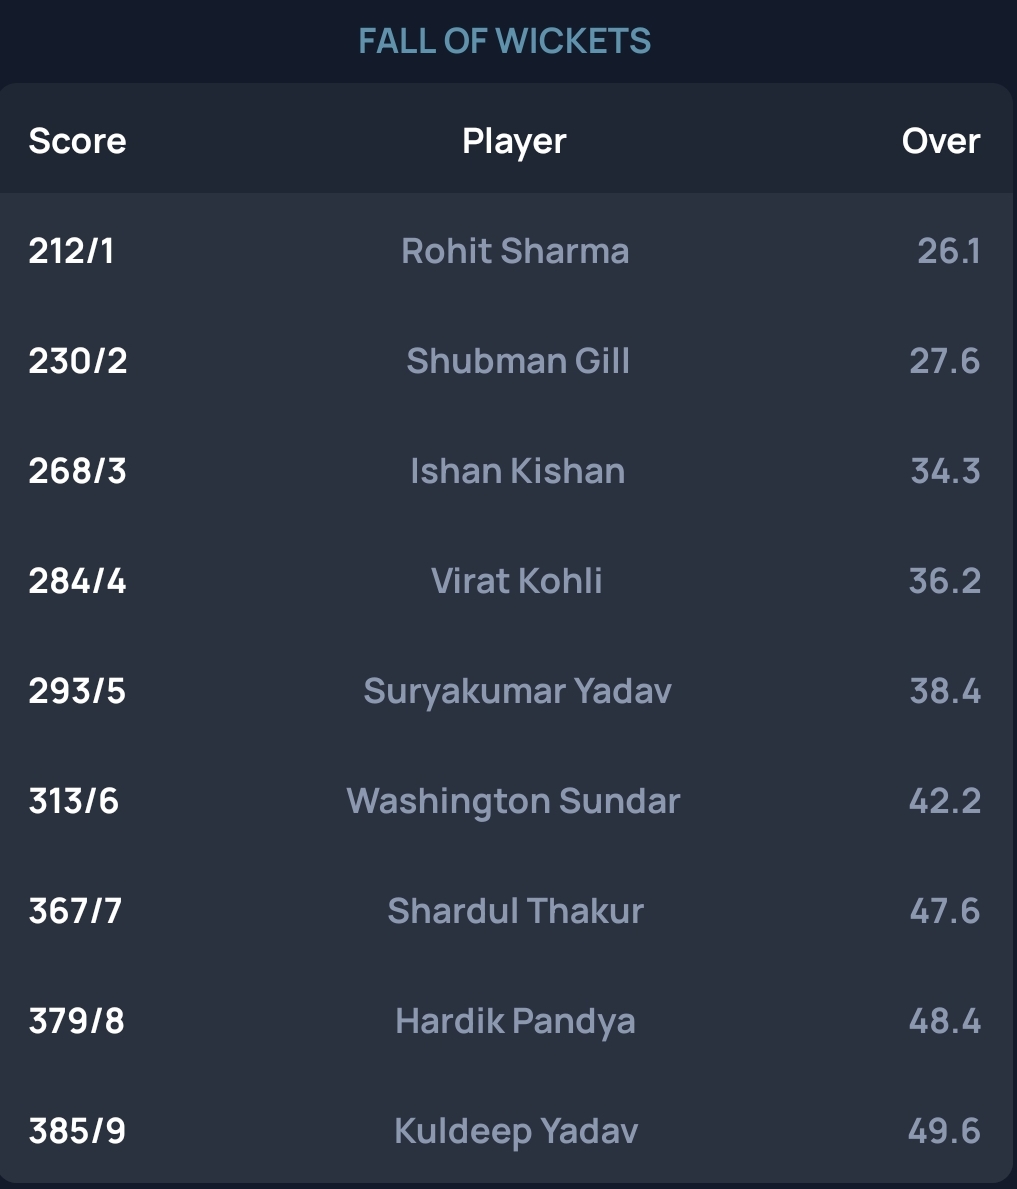 FALL OF WICKETS
Score Player Over
212/1 Rohit Sharma 26.1
230/2 Shubman Gill 27.6
268/3 Ishan Kishan 34.3
284/4 Virat Kohli 36.2
293/5 Suryakumar Yadav 38.4
313/6 Washington Sundar 42.2
367/7 Shardul Thakur 47.6
379/8 Hardik Pandya 48.4
385/9 Kuldeep Yadav 49.6